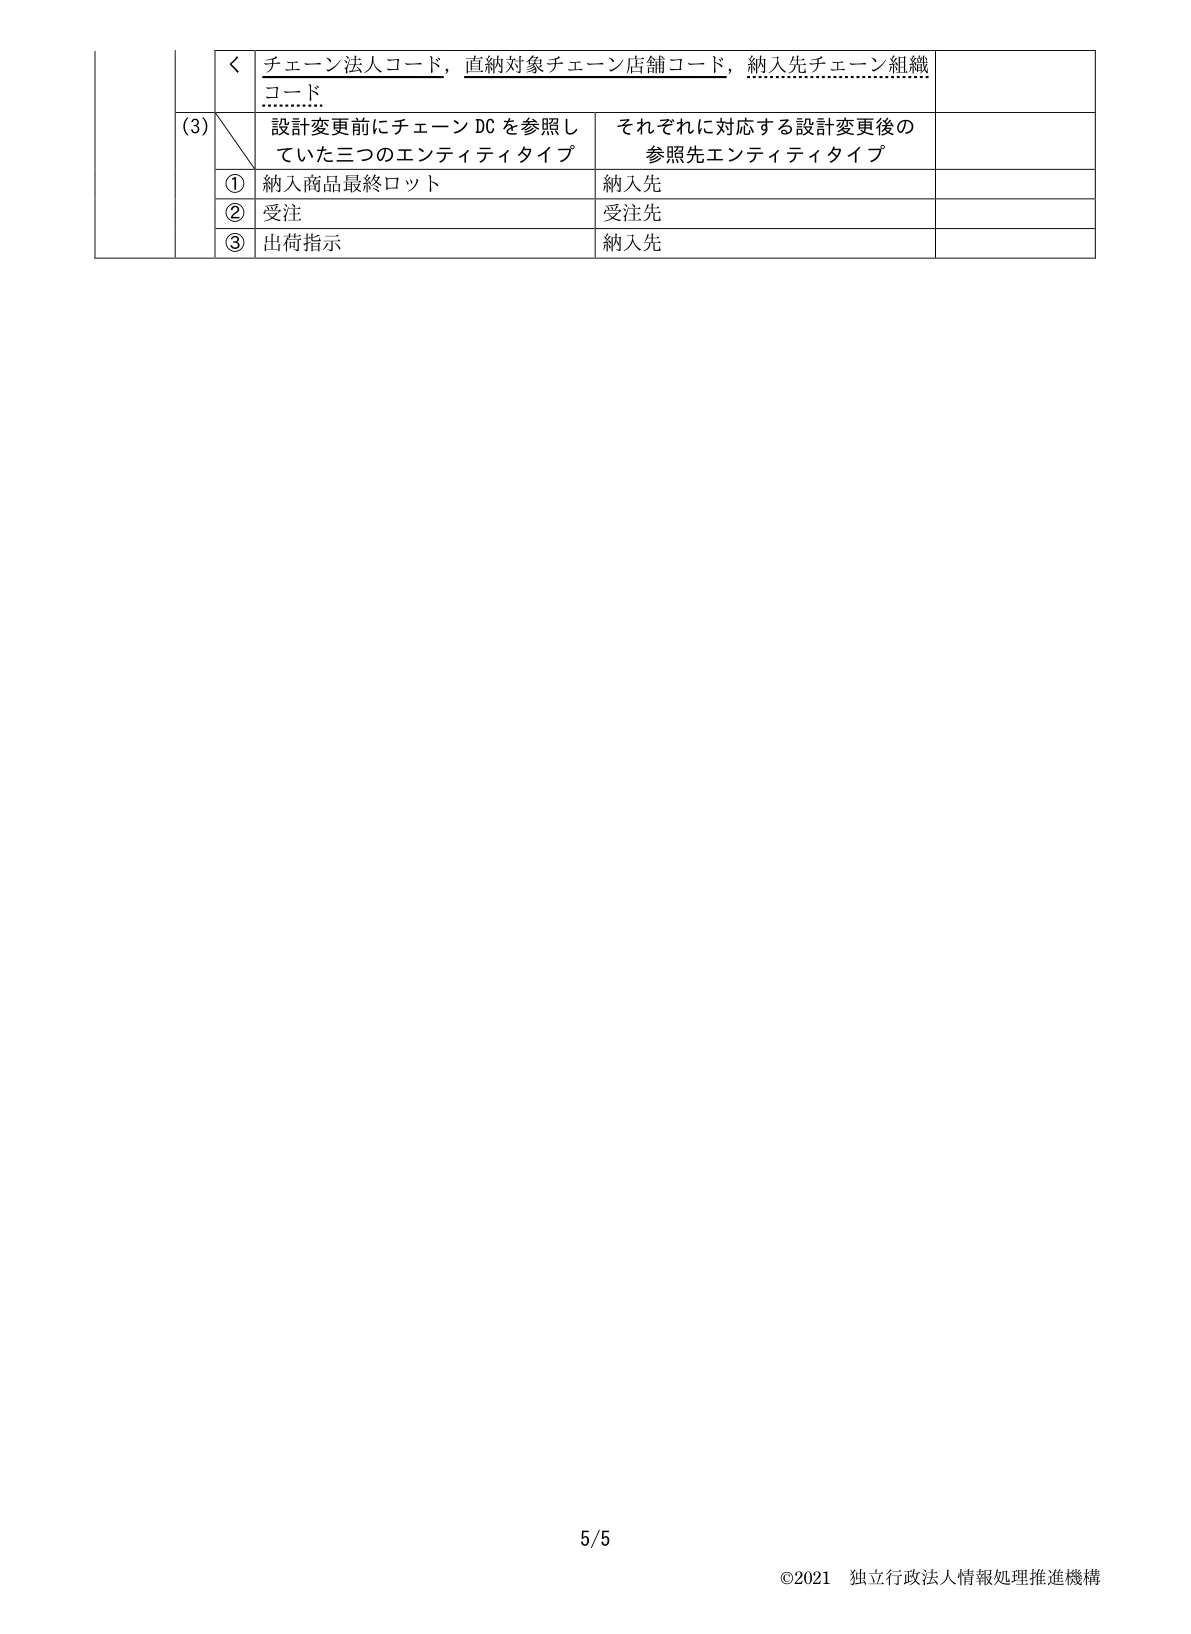 く チェーン法人コード，直納対象チェーン店舗コード，納入先チェーン組織
コード
(3) 設計変更前にチェーン DC を参照し それぞれに対応する設計変更後の
ていた三つのエンティティタイプ 参照先エンティティタイプ
① 納入商品最終ロット 納入先
② 受注 受注先
③ 出荷指示 納入先
5/5
©2021　独立行政法人情報処理推進機構